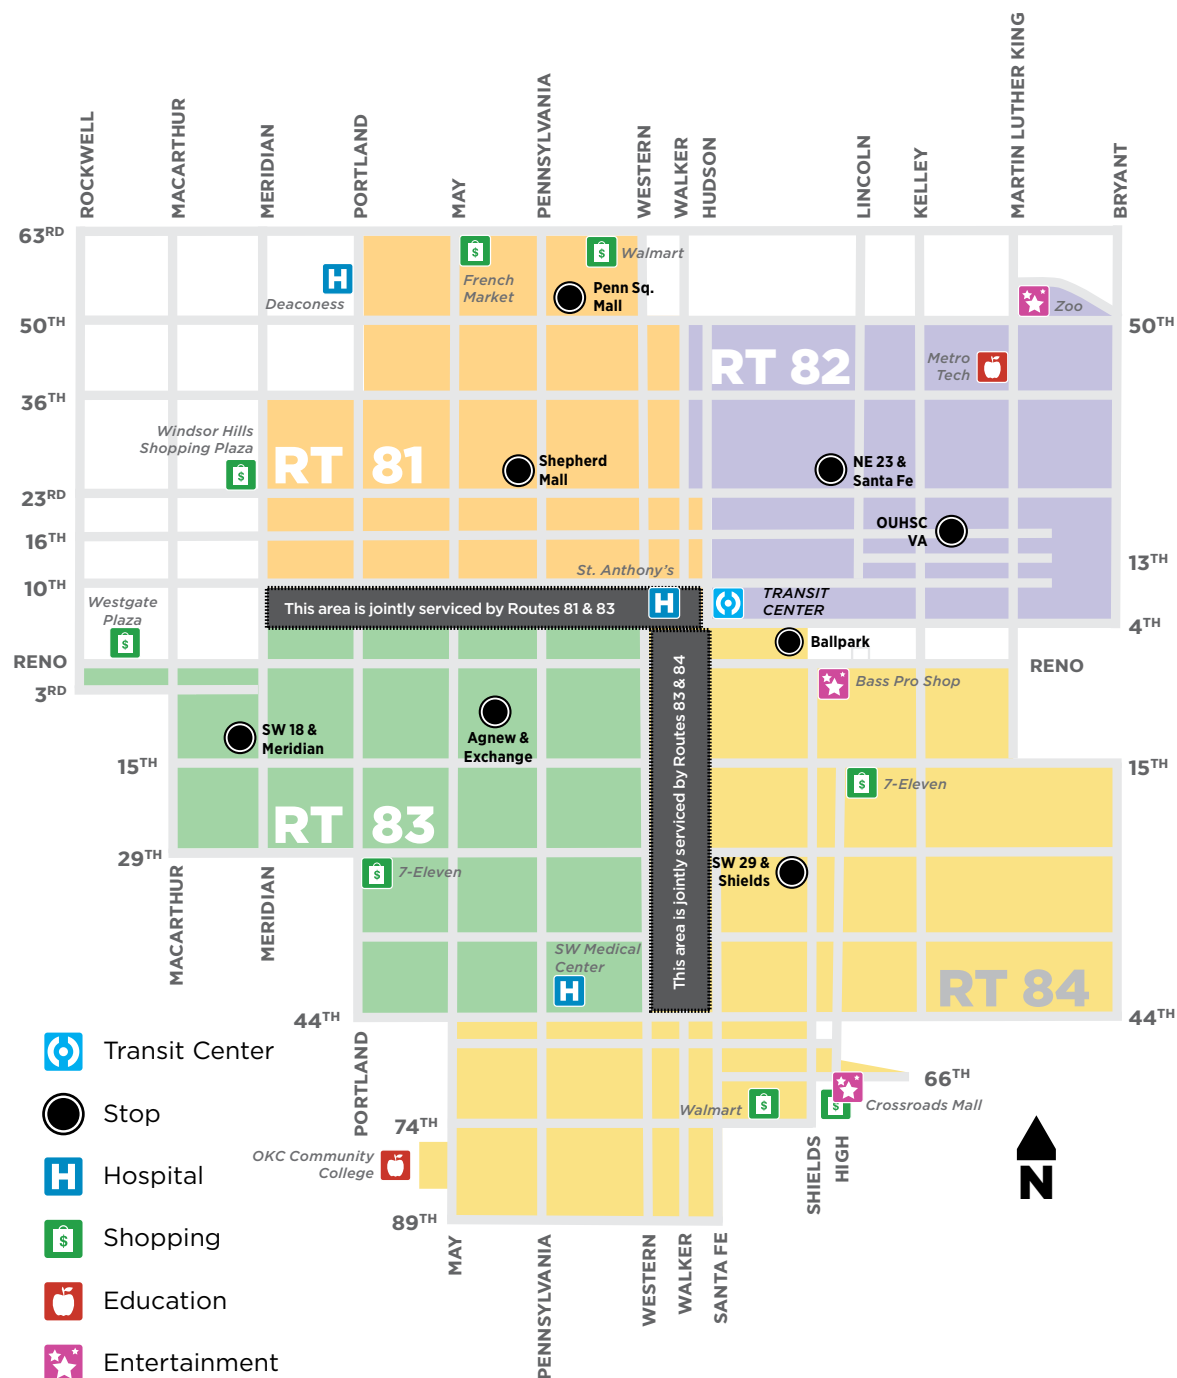 ROCKWELL
MACARTHUR
MERIDIAN
PORTLAND
MAY
PENNSYLVANIA
WESTERN
WALKER
HUDSON
LINCOLN
KELLEY
MARTIN LUTHER KING
BRYANT
63RD
Deaconess
French
Market
Walmart
Penn Sq.
Mall
Zoo
50TH
50TH
RT 82
Metro
Tech
36TH
Windsor Hills
Shopping Plaza
RT 81
Shepherd
Mall
NE 23 &
Santa Fe
23RD
OUHSC
VA
16TH
13TH
St. Anthony's
10TH
Westgate
Plaza
This area is jointly serviced by Routes 81 & 83
TRANSIT
CENTER
4TH
Ballpark
RENO
RENO
3RD
Bass Pro Shop
SW 18 &
Meridian
Agnew &
Exchange
This area is jointly serviced by Routes 83 & 84
15TH
15TH
7-Eleven
RT 83
29TH
SW 29 &
Shields
7-Eleven
MACARTHUR
MERIDIAN
SW Medical
Center
RT 84
44TH
44TH
PORTLAND
66TH
Walmart
Crossroads Mall
74TH
SHIELDS
HIGH
OKC Community
College
89TH
MAY
PENNSYLVANIA
WESTERN
WALKER
SANTA FE
N
Transit Center
Stop
H Hospital
Shopping
Education
Entertainment